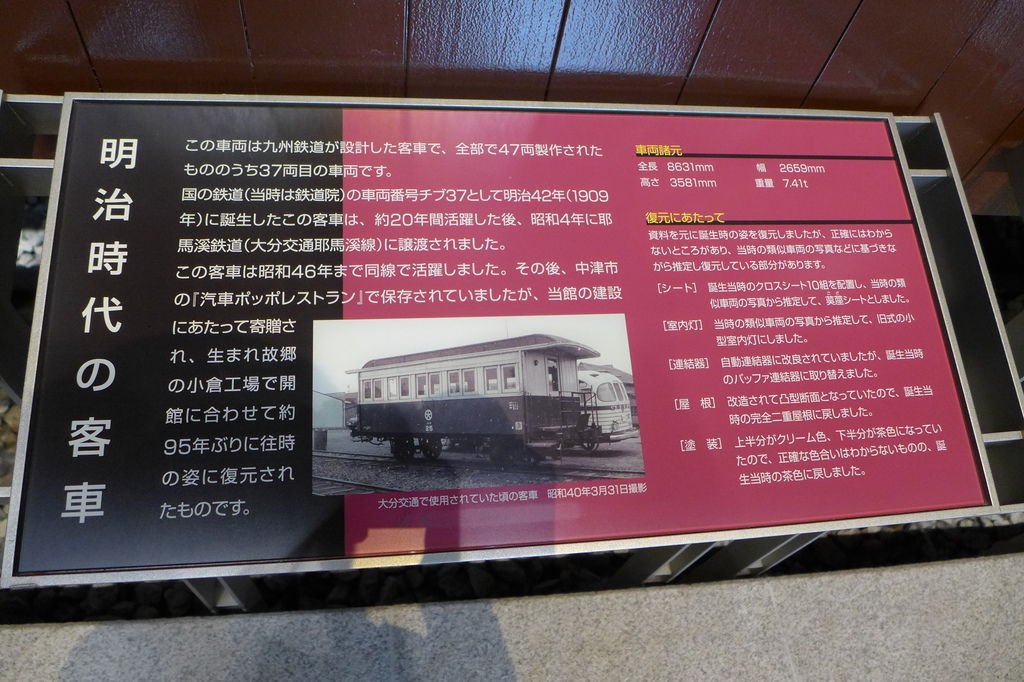 明治時代の客車
この車両は九州鉄道が設計した客車で、全部で47両製作された
もののうち37両目の車両です。
国の鉄道(当時は鉄道院)の車両番号チブ37として明治42年(1909
年)に誕生したこの客車は、約20年間活躍した後、昭和4年に耶
馬溪鉄道(大分交通耶馬溪線)に譲渡されました。
この客車は昭和46年まで同線で活躍しました。その後、中津市
の『汽車ポッポレストラン』で保存されていましたが、当館の建設
にあたって寄贈さ
れ、生まれ故郷
の小倉工場で開
館に合わせて約
95年ぶりに往時
の姿に復元され
たものです。
大分交通で使用されていた頃の客車 昭和40年3月31日撮影
車両諸元
全長 8631mm 幅 2659mm
高さ 3581mm 重量 7.41t
復元にあたって
資料を元に誕生時の姿を復元しましたが、正確にはわから
ないところがあり、当時の類似車両の写真などに基づきな
がら推定し復元している部分があります。
[シート] 誕生当時のクロスシート10組を配置し、当時の類
似車両の写真から推定して、茣蓙シートとしました。
[室内灯] 当時の類似車両の写真から推定して、旧式の小
型室内灯にしました。
[連結器] 自動連結器に改良されていましたが、誕生当時
のバッファ連結器に取り替えました。
[屋 根] 改造されて凸型断面となっていたので、誕生当
時の完全二重屋根に戻しました。
[塗 装] 上半分がクリーム色、下半分が茶色になってい
たので、正確な色合いはわからないものの、誕
生当時の茶色に戻しました。